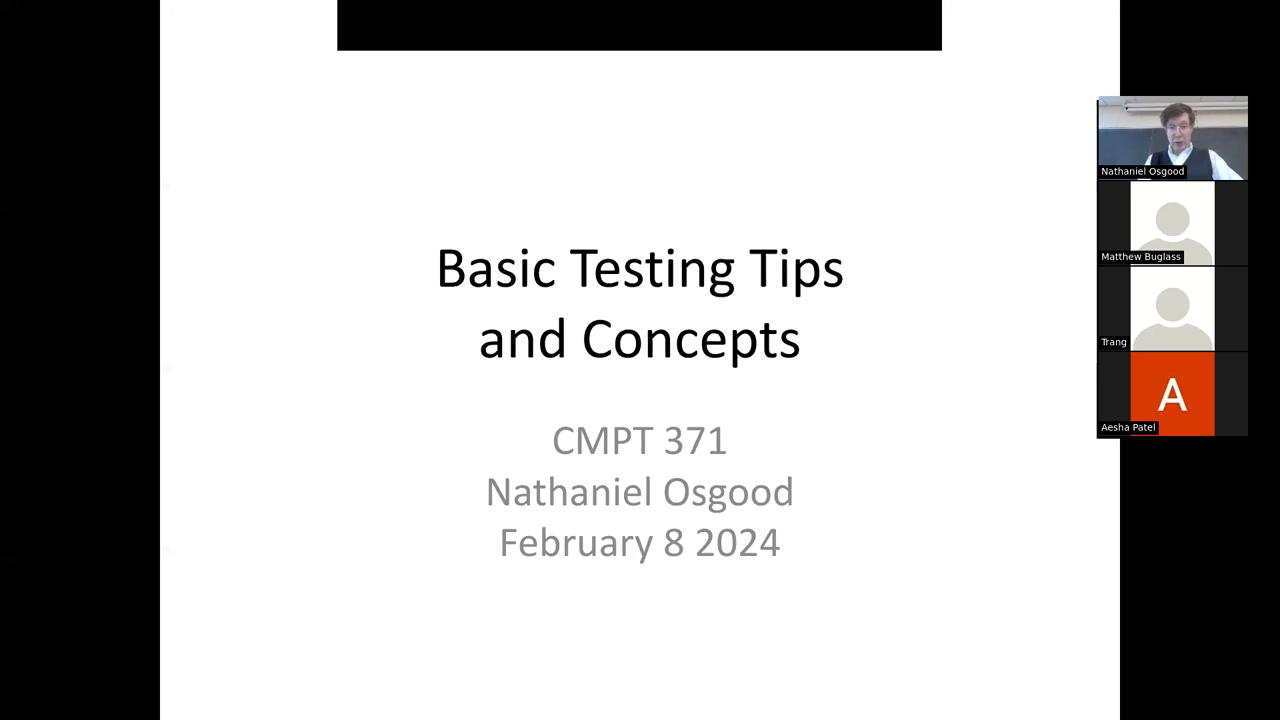 Basic Testing Tips
and Concepts
CMPT 371
Nathaniel Osgood
February 8 2024
Nathaniel Osgood
Matthew Buglass
Trang
A
Aesha Patel